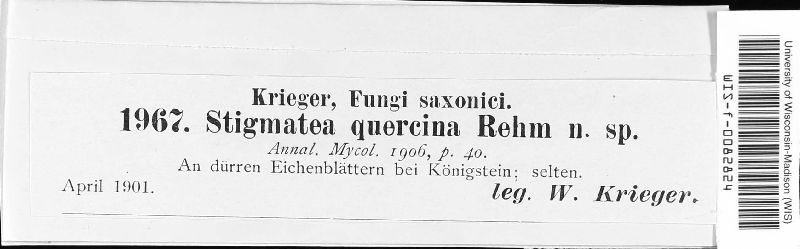 Krieger, Fungi saxonici.
1967. Stigmatea quercina Rehm n. sp.
Annal. Mycol. 1906, p. 40.
An dürren Eichenblättern bei Königstein; selten.
April 1901.
leg. W. Krieger.
University of Wisconsin-Madison (WIS)
WIS-f-0082824